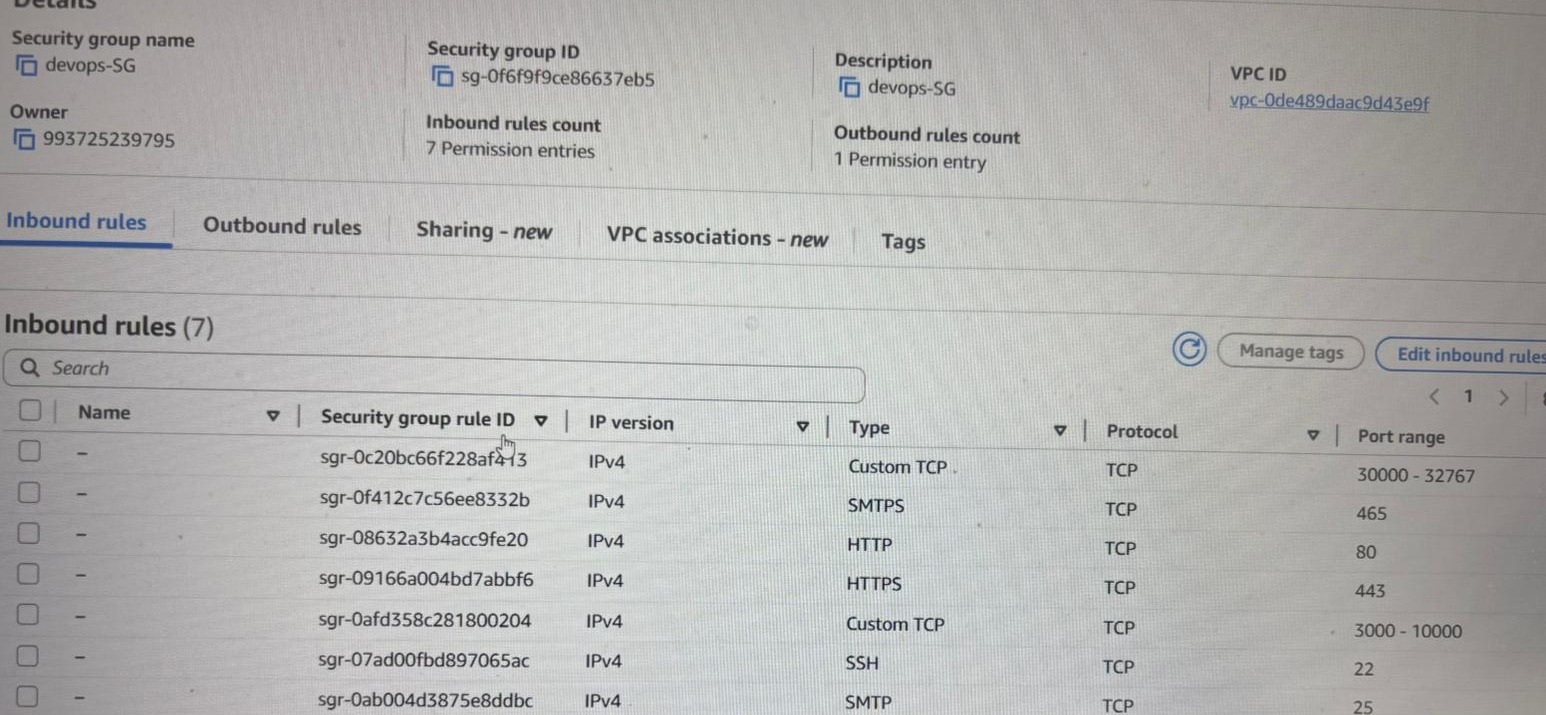 Details
Security group name
devops-SG
Security group ID
sg-0f6f9f9ce86637eb5
Description
devops-SG
VPC ID
vpc-0de489daac9d43e9f
Owner
993725239795
Inbound rules count
7 Permission entries
Outbound rules count
1 Permission entry
Inbound rules Outbound rules Sharing - new VPC associations - new Tags
Inbound rules (7)
Search
Manage tags Edit inbound rules
1
Name Security group rule ID IP version Type Protocol Port range
– sgr-0c20bc66f228af413 IPv4 Custom TCP TCP 30000 - 32767
– sgr-0f412c7c56ee8332b IPv4 SMTPS TCP 465
– sgr-08632a3b4acc9fe20 IPv4 HTTP TCP 80
– sgr-09166a004bd7abbf6 IPv4 HTTPS TCP 443
– sgr-0afd358c281800204 IPv4 Custom TCP TCP 3000 - 10000
– sgr-07ad00fbd897065ac IPv4 SSH TCP 22
– sgr-0ab004d3875e8ddbc IPv4 SMTP TCP 25